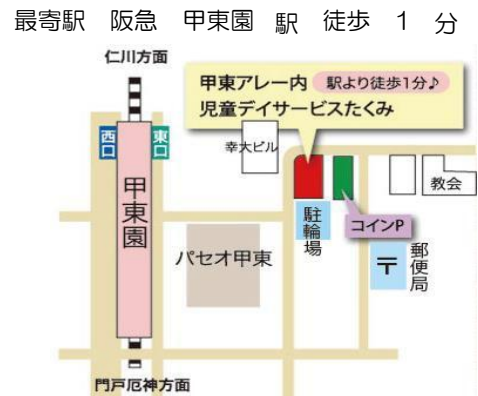 最寄駅 阪急 甲東園 駅 徒歩 1 分
仁川方面
甲東アレー内 駅より徒歩1分♪
児童デイサービスたくみ
西口
東口
幸大ビル
甲東園
教会
駐輪場
コインP
パセオ甲東
〒
郵便局
門戸厄神方面